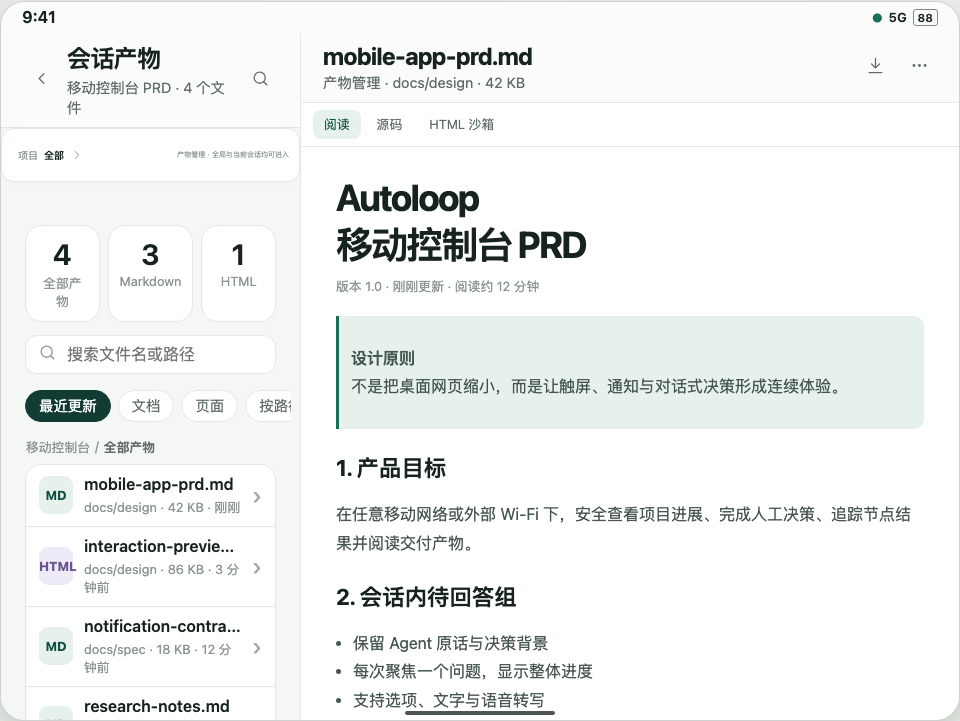 9:41
5G 88
会话产物
移动控制台 PRD · 4 个文
件
项目 全部
产物管理 · 全局与当前会话均可进入
4
全部产
物
3
Markdown
1
HTML
搜索文件名或路径
最近更新 文档 页面 按路径
移动控制台 / 全部产物
MD
mobile-app-prd.md
docs/design · 42 KB · 刚刚
HTML
interaction-previe...
docs/design · 86 KB · 3 分
钟前
MD
notification-contra...
docs/spec · 18 KB · 12 分
钟前
research-notes.md
mobile-app-prd.md
产物管理 · docs/design · 42 KB
阅读 源码 HTML 沙箱
Autoloop
移动控制台 PRD
版本 1.0 · 刚刚更新 · 阅读约 12 分钟
设计原则
不是把桌面网页缩小，而是让触屏、通知与对话式决策形成连续体验。
1. 产品目标
在任意移动网络或外部 Wi-Fi 下，安全查看项目进展、完成人工决策、追踪节点结
果并阅读交付产物。
2. 会话内待回答组
• 保留 Agent 原话与决策背景
• 每次聚焦一个问题，显示整体进度
• 支持选项、文字与语音转写